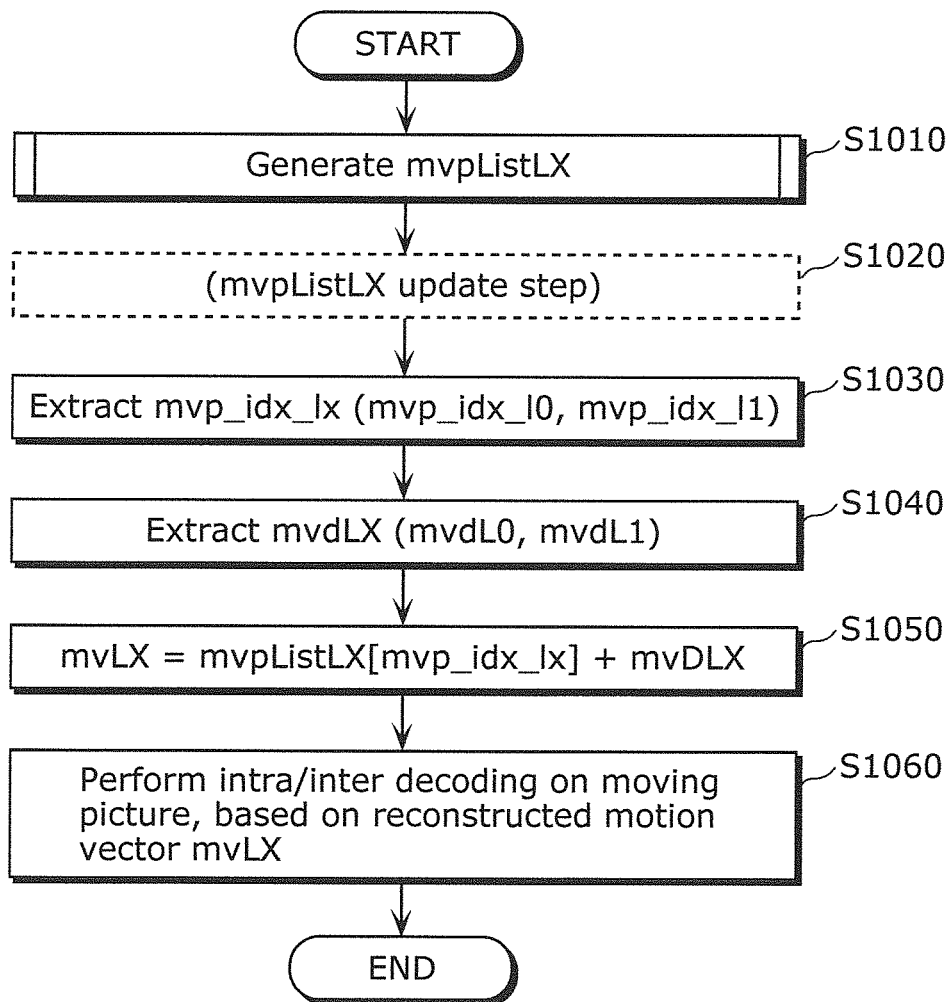 START
Generate mvpListLX
S1010
(mvpListLX update step)
S1020
Extract mvp_idx_lx (mvp_idx_l0, mvp_idx_l1)
S1030
Extract mvdLX (mvdL0, mvdL1)
S1040
mvLX = mvpListLX[mvp_idx_lx] + mvDLX
S1050
Perform intra/inter decoding on moving
picture, based on reconstructed motion
vector mvLX
S1060
END